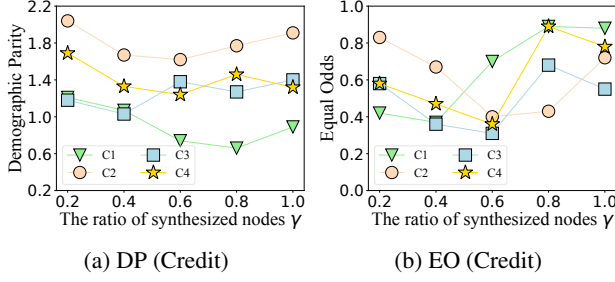 2.2
1.8
1.4
1.0
0.6
0.2
Demographic Parity
C1
C2
C3
C4
0.2 0.4 0.6 0.8 1.0
The ratio of synthesized nodes γ
(a) DP (Credit)
1.0
0.8
0.6
0.4
0.2
0.0
Equal Odds
C1
C2
C3
C4
0.2 0.4 0.6 0.8 1.0
The ratio of synthesized nodes γ
(b) EO (Credit)